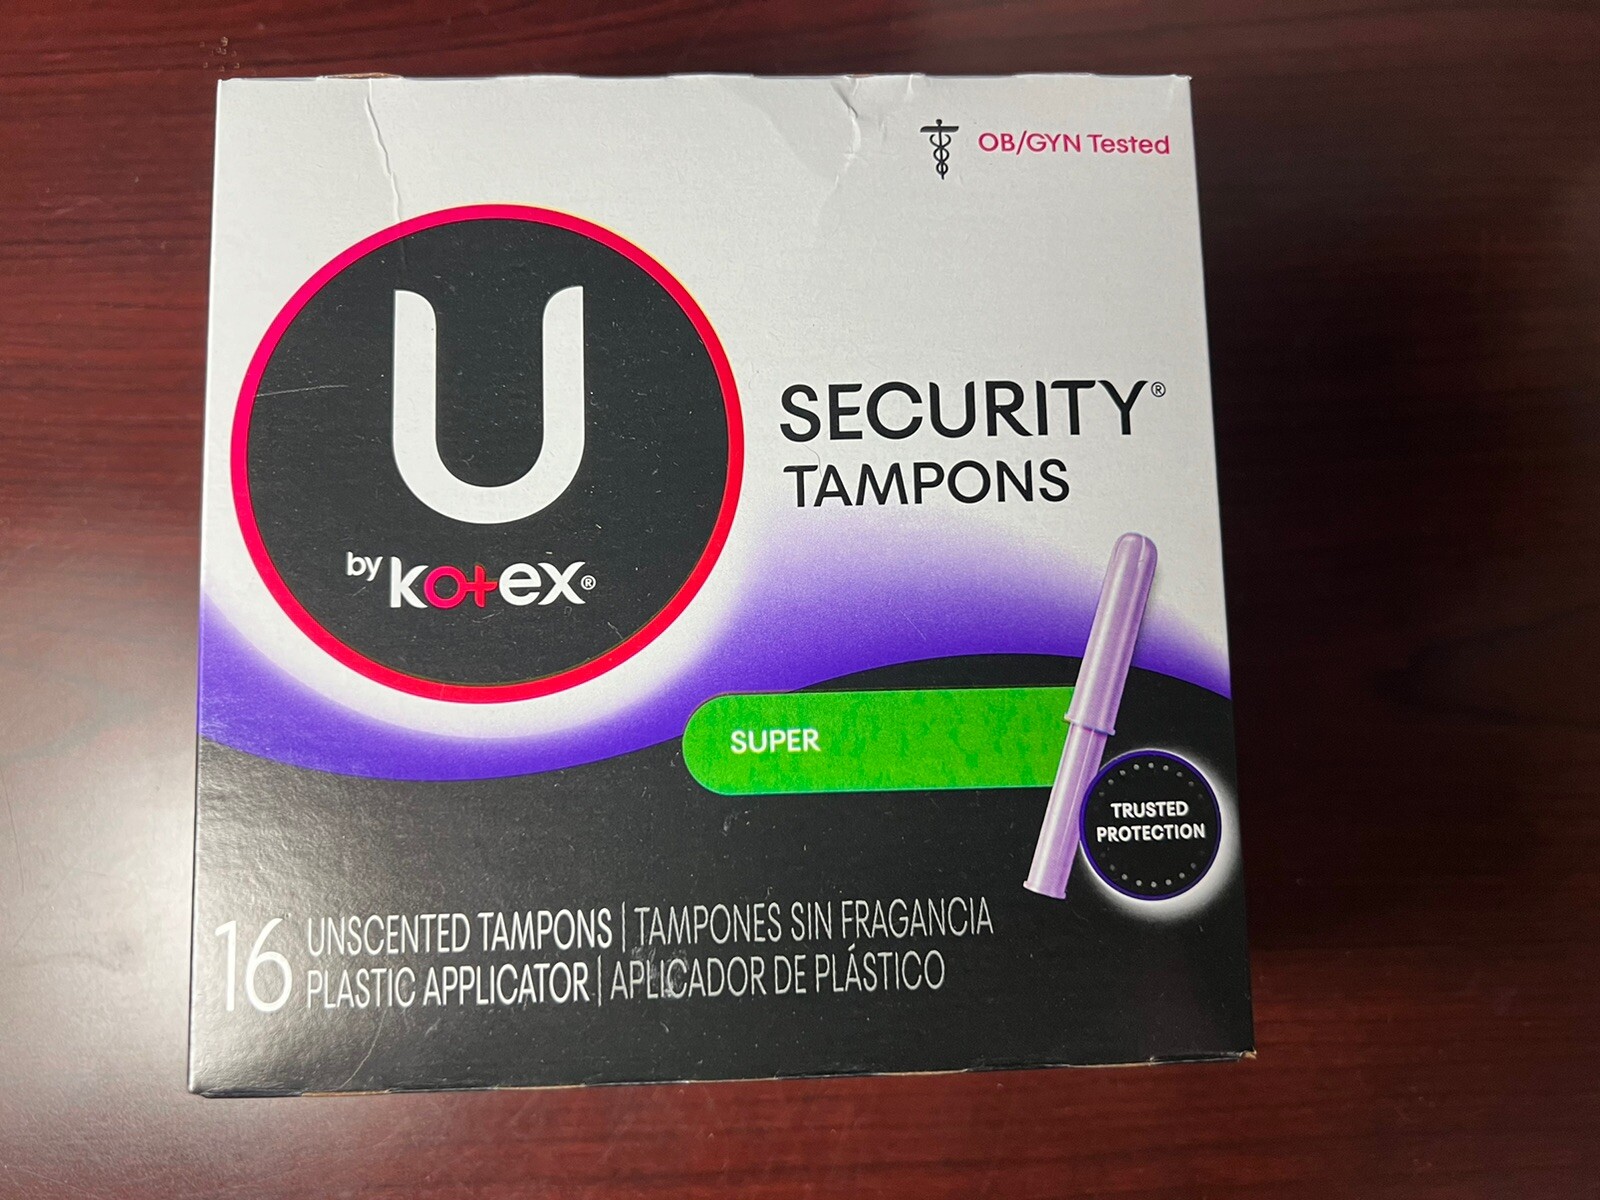 OB/GYN Tested
U
by kotex®
SECURITY®
TAMPONS
SUPER
TRUSTED
PROTECTION
16
UNSCENTED TAMPONS | TAMPONES SIN FRAGANCIA
PLASTIC APPLICATOR | APLICADOR DE PLÁSTICO